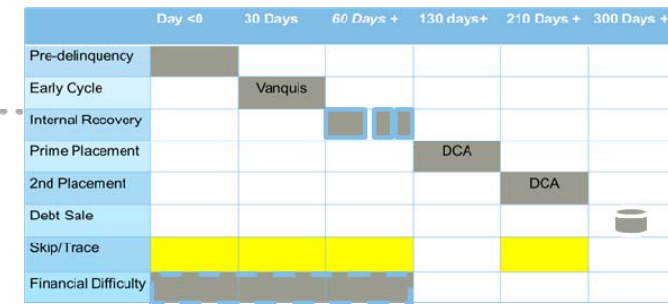 Day <0 30 Days 60 Days + 130 days+ 210 Days + 300 Days +
Pre-delinquency
Early Cycle Vanquis
Internal Recovery
Prime Placement DCA
2nd Placement DCA
Debt Sale
Skip/Trace
Financial Difficulty